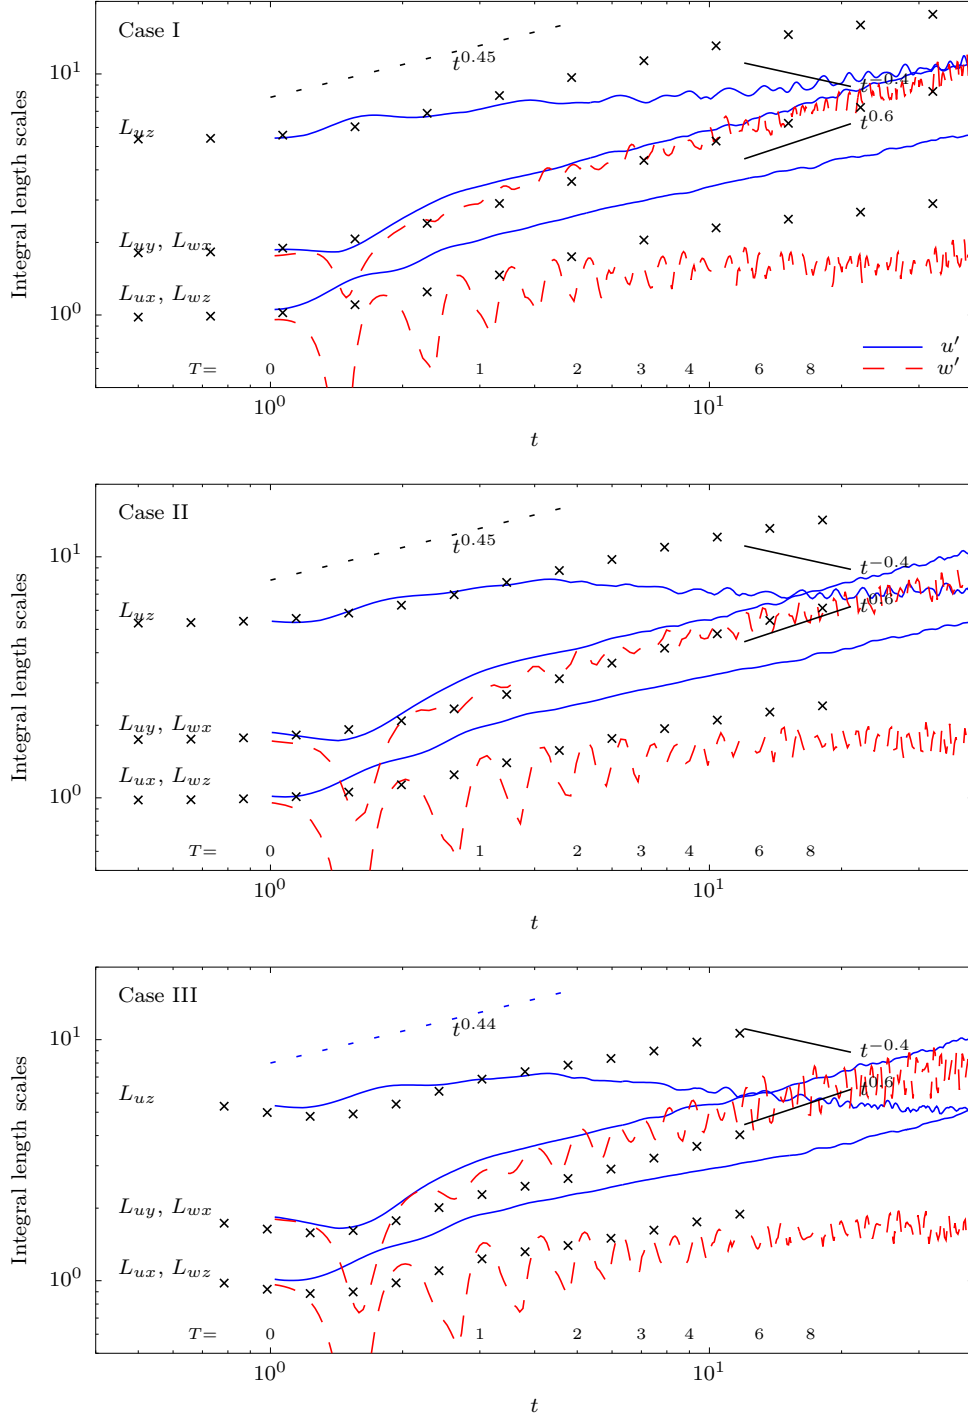 Case I
t^0.45
10^1
t^−0.4
t^0.6
L_uz
L_uy, L_wx
L_ux, L_wz
10^0
Integral length scales
u′
w′
T = 0 1 2 3 4 6 8
10^0 10^1
t
Case II
t^0.45
10^1
t^−0.4
t^0.6
L_uz
L_uy, L_wx
L_ux, L_wz
10^0
Integral length scales
T = 0 1 2 3 4 6 8
10^0 10^1
t
Case III
t^0.44
10^1
t^−0.4
t^0.6
L_uz
L_uy, L_wx
L_ux, L_wz
10^0
Integral length scales
T = 0 1 2 3 4 6 8
10^0 10^1
t